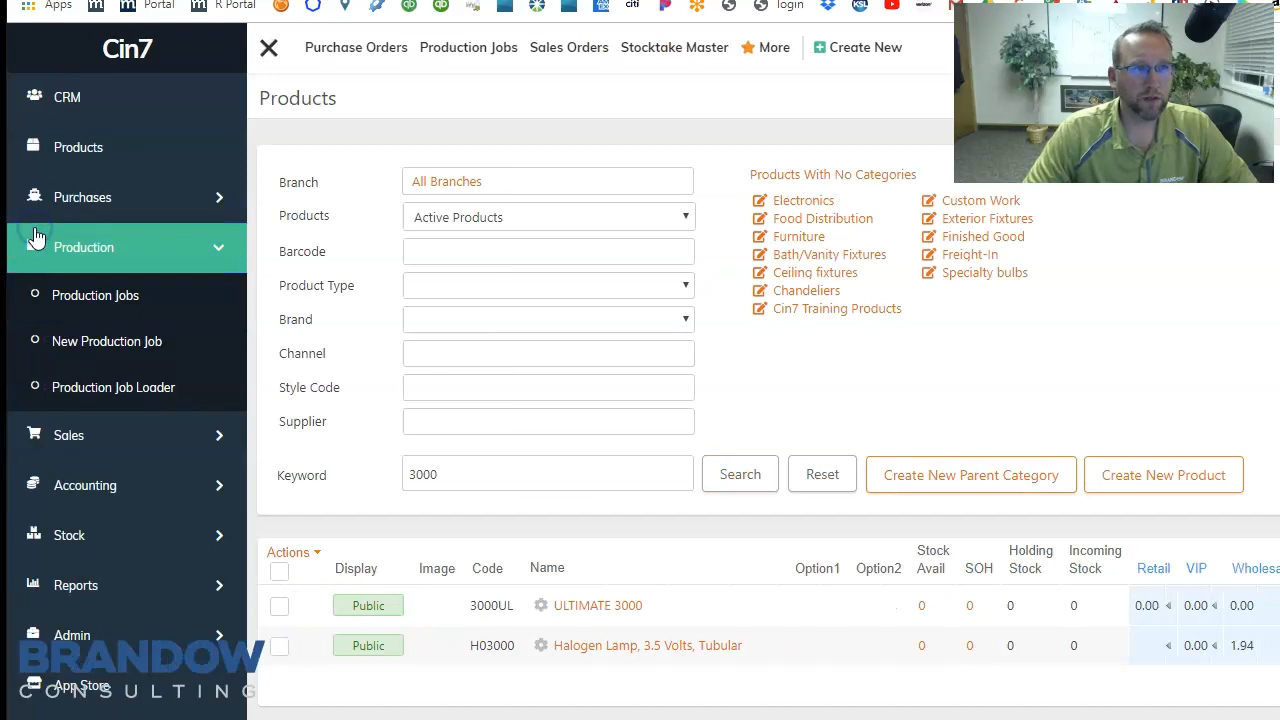 Apps
Portal
R Portal
citi
login
KSL
Cin7
Purchase Orders
Production Jobs
Sales Orders
Stocktake Master
More
Create New
CRM
Products
Purchases
Production
Production Jobs
New Production Job
Production Job Loader
Sales
Accounting
Stock
Reports
Admin
App Store
BRANDOW
CONSULTING
Products
Branch
All Branches
Products
Active Products
Barcode
Product Type
Brand
Channel
Style Code
Supplier
Keyword
3000
Search
Reset
Create New Parent Category
Create New Product
Products With No Categories
Electronics
Food Distribution
Furniture
Bath/Vanity Fixtures
Ceiling fixtures
Chandeliers
Cin7 Training Products
Custom Work
Exterior Fixtures
Finished Good
Freight-In
Specialty bulbs
Actions
Display Image Code Name Option1 Option2 Stock Avail SOH Holding Stock Incoming Stock Retail VIP Wholesa
Public 3000UL ULTIMATE 3000 0 0 0 0 0.00 0.00 0.00
Public H03000 Halogen Lamp, 3.5 Volts, Tubular 0 0 0 0 0.00 1.94